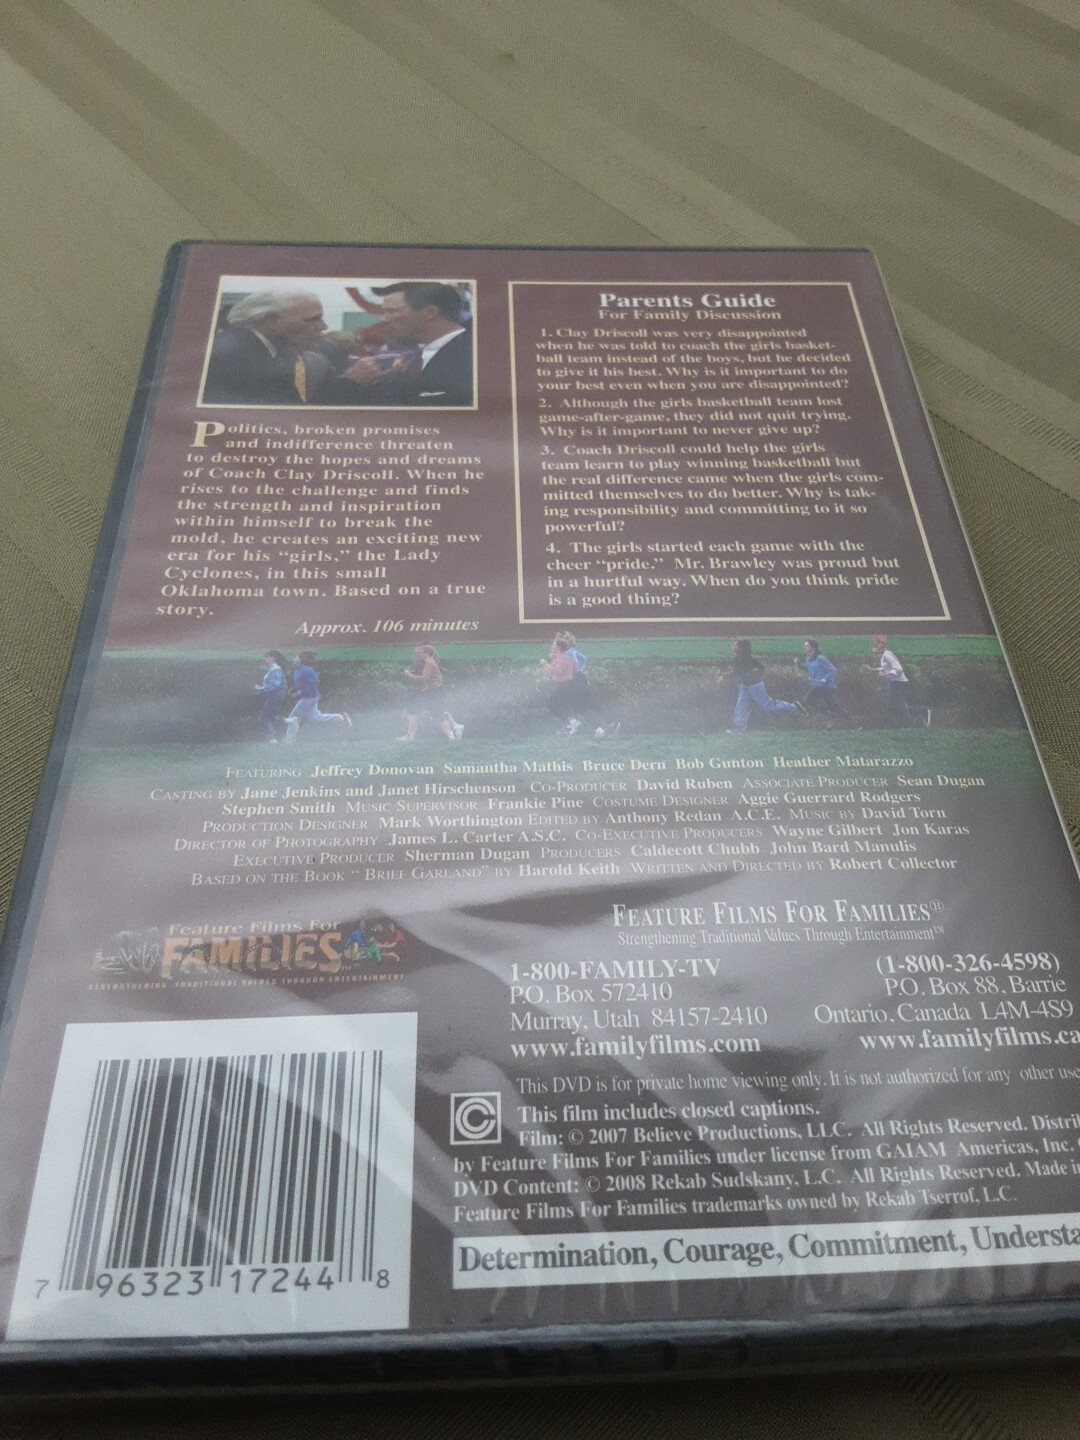 Politics, broken promises
and indifference threaten
to destroy the hopes and dreams
of Coach Clay Driscoll. When he
rises to the challenge and finds
the strength and inspiration
within himself to break the
mold, he creates an exciting new
era for his “girls,” the Lady
Cyclones, in this small
Oklahoma town. Based on a true
story.
Approx. 106 minutes
Parents Guide
For Family Discussion
1. Clay Driscoll was very disappointed
when he was told to coach the girls basket-
ball team instead of the boys, but he decided
to give it his best. Why is it important to do
your best even when you are disappointed?
2. Although the girls basketball team lost
game-after-game, they did not quit trying.
Why is it important to never give up?
3. Coach Driscoll could help the girls
team learn to play winning basketball but
the real difference came when the girls com-
mitted themselves to do better. Why is tak-
ing responsibility and committing to it so
powerful?
4. The girls started each game with the
cheer “pride.” Mr. Brawley was proud but
in a hurtful way. When do you think pride
is a good thing?
Featuring Jeffrey Donovan Samantha Mathis Bruce Dern Bob Gunton Heather Matarazzo
Casting by Jane Jenkins and Janet Hirschenson Co-Producer David Ruben Associate Producer Sean Dugan
Stephen Smith Music Supervisor Frankie Pine Costume Designer Aggie Guerrard Rodgers
Production Designer Mark Worthington Edited by Anthony Redan A.C.E. Music by David Torn
Director of Photography James L. Carter A.S.C. Co-Executive Producers Wayne Gilbert Jon Karas
Executive Producer Sherman Dugan Producers Caldecott Chubb John Bard Manulis
Based on the Book “ Brief Garland” by Harold Keith Written and Directed by Robert Collector
Feature Films For
FAMILIES™
STRENGTHENING TRADITIONAL VALUES THROUGH ENTERTAINMENT
Feature Films For Families®
Strengthening Traditional Values Through Entertainment™
1-800-FAMILY-TV (1-800-326-4598)
P.O. Box 572410 P.O. Box 88, Barrie
Murray, Utah 84157-2410 Ontario, Canada L4M-4S9
www.familyfilms.com www.familyfilms.ca
This DVD is for private home viewing only. It is not authorized for any other use
C This film includes closed captions.
Film: © 2007 Believe Productions, LLC. All Rights Reserved. Distri
by Feature Films For Families under license from GAIAM Americas, Inc.
DVD Content: © 2008 Rekab Sudskany, L.C. All Rights Reserved. Made in
Feature Films For Families trademarks owned by Rekab Tserrof, L.C.
Determination, Courage, Commitment, Understa
7 96323 17244 8